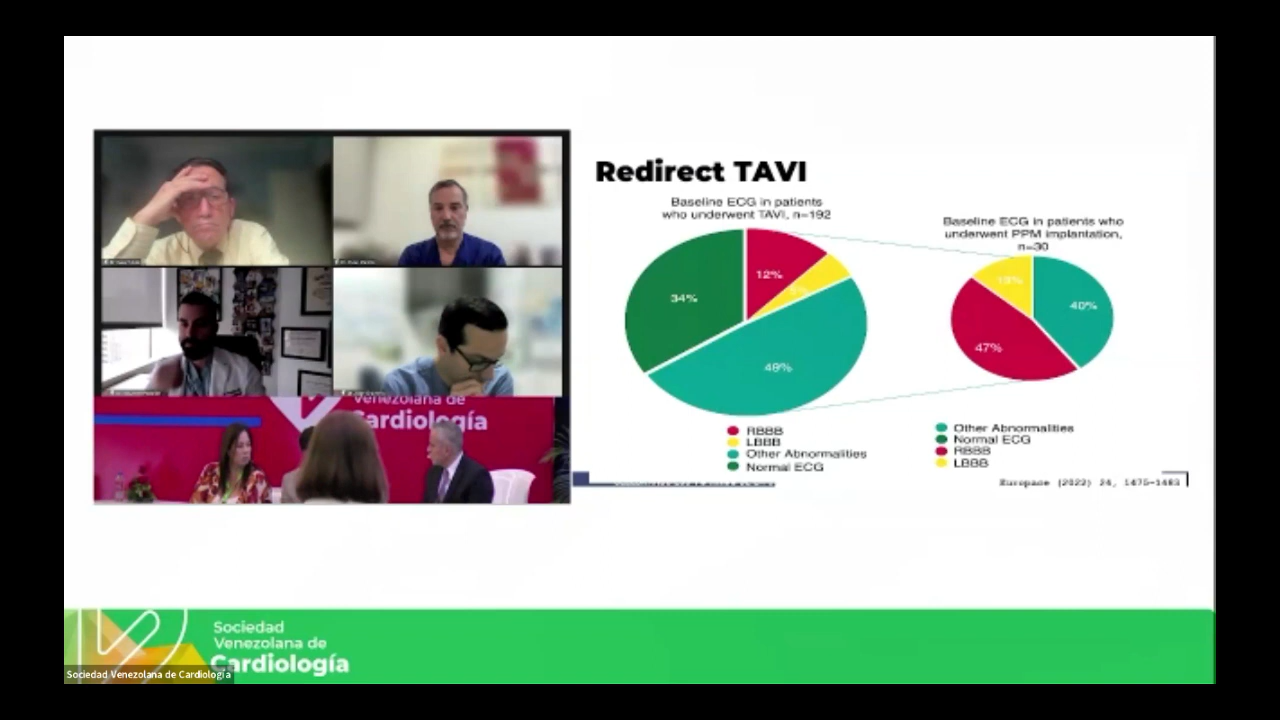 Redirect TAVI
Baseline ECG in patients
who underwent TAVI, n=192
Baseline ECG in patients who
underwent PPM implantation,
n=30
34%
12%
5%
49%
13%
40%
47%
RBBB
LBBB
Other Abnormalities
Normal ECG
Other Abnormalities
Normal ECG
RBBB
LBBB
Europace (2022) 24, 1475-1483
Venezolana de
Cardiología
Sociedad
Venezolana de
Cardiología
Sociedad Venezolana de Cardiología